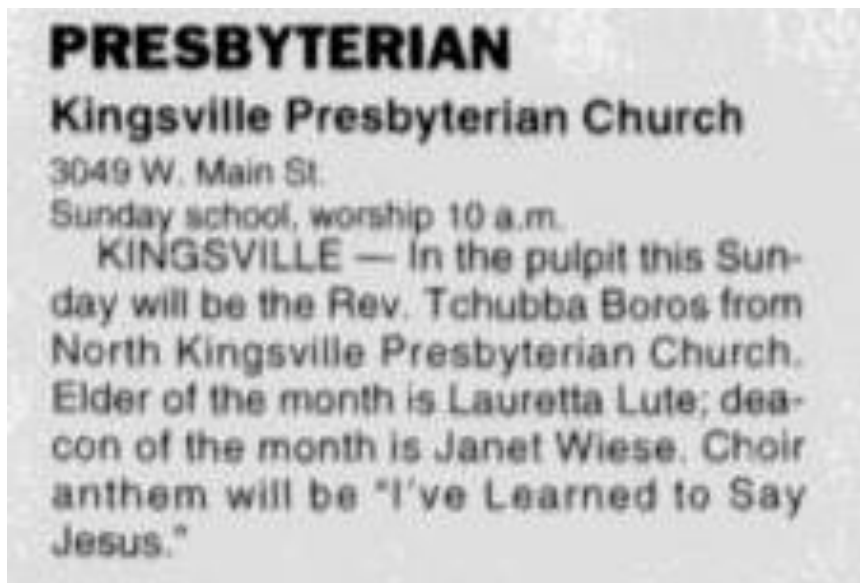 PRESBYTERIAN
Kingsville Presbyterian Church
3049 W. Main St.
Sunday school, worship 10 a.m.
KINGSVILLE — In the pulpit this Sun-
day will be the Rev. Tchubba Boros from
North Kingsville Presbyterian Church.
Elder of the month is Lauretta Lute; dea-
con of the month is Janet Wiese. Choir
anthem will be "I've Learned to Say
Jesus."